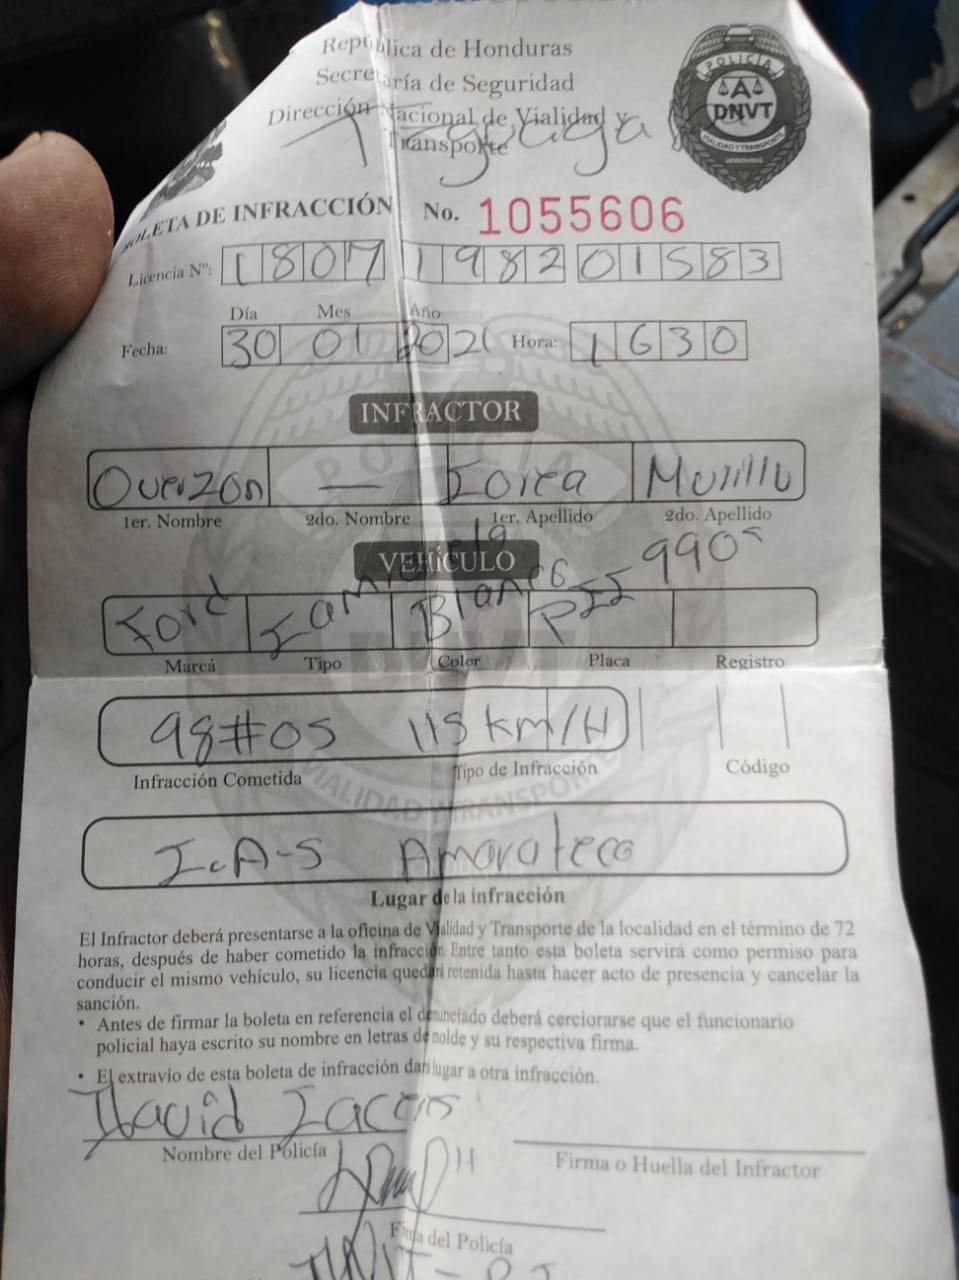 República de Honduras
Secretaría de Seguridad
Dirección Nacional de Vialidad y
Transporte
POLICÍA
DNVT
VIALIDAD Y TRANSPORTE
HONDURAS
BOLETA DE INFRACCIÓN No. 1055606
Licencia Nº: 1807 1982 01583
Día Mes Año
Fecha: 30 01 2021 Hora: 1630
INFRACTOR
— Murillo
1er. Nombre 2do. Nombre 1er. Apellido 2do. Apellido
VEHÍCULO
Ford Blanco 9905
Marca Tipo Color Placa Registro
98#05 115 km/H
Infracción Cometida Tipo de Infracción Código
Amarateca
Lugar de la infracción
El Infractor deberá presentarse a la oficina de Vialidad y Transporte de la localidad en el término de 72
horas, después de haber cometido la infracción. Entre tanto esta boleta servirá como permiso para
conducir el mismo vehículo, su licencia quedará retenida hasta hacer acto de presencia y cancelar la
sanción.
• Antes de firmar la boleta en referencia el denunciado deberá cerciorarse que el funcionario
policial haya escrito su nombre en letras de molde y su respectiva firma.
• El extravío de esta boleta de infracción dará lugar a otra infracción.
David
Nombre del Policía
Firma o Huella del Infractor
Firma del Policía